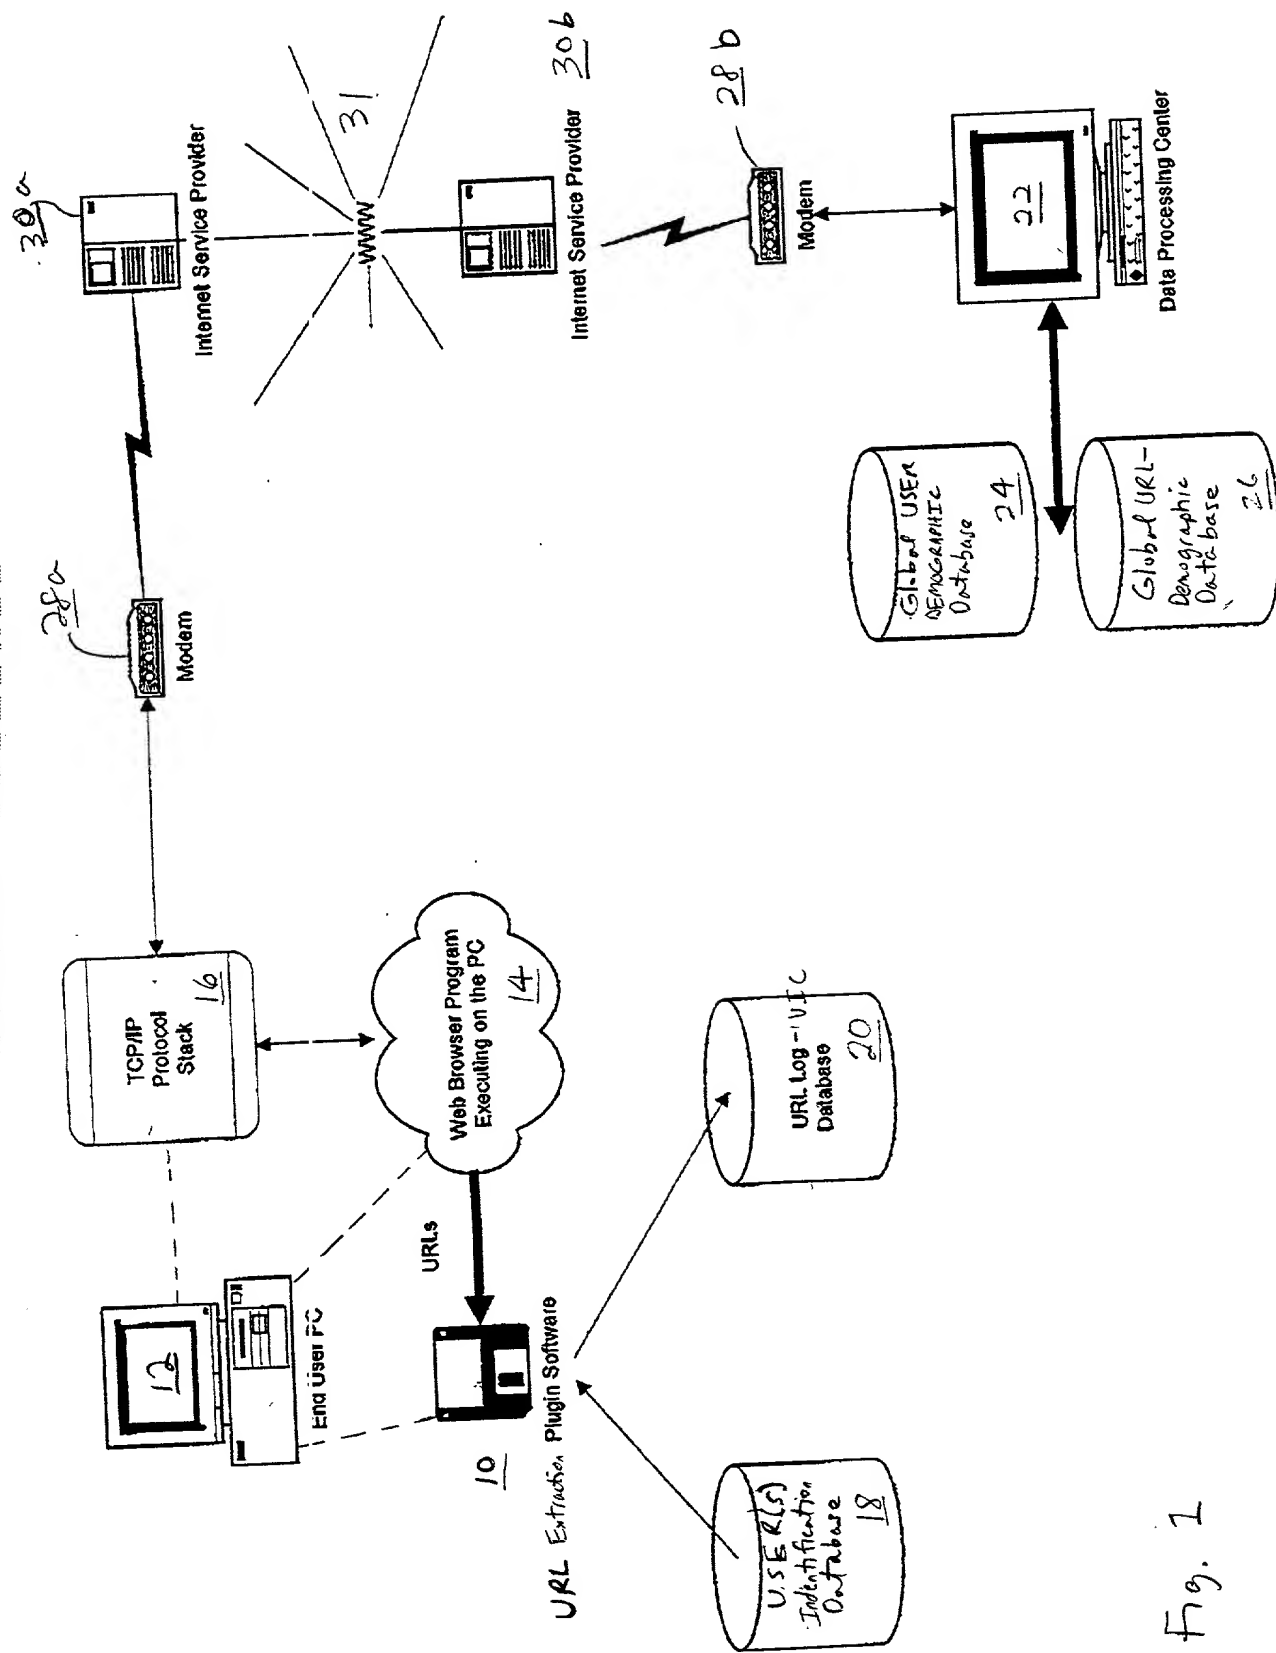 12
End User PC
TCP/IP
Protocol
Stack
16
28a
Modem
30a
Internet Service Provider
URLs
Web Browser Program
Executing on the PC
14
WWW
31
10
URL Extraction Plugin Software
Internet Service Provider
30b
U.SER(S)
Indentification
Database
18
URL Log-UIC
Database
20
28b
Modem
Global USER
DEMOGRAPHIC
Database
24
Global URL-
Demographic
Database
26
22
Data Processing Center
Fig. 1